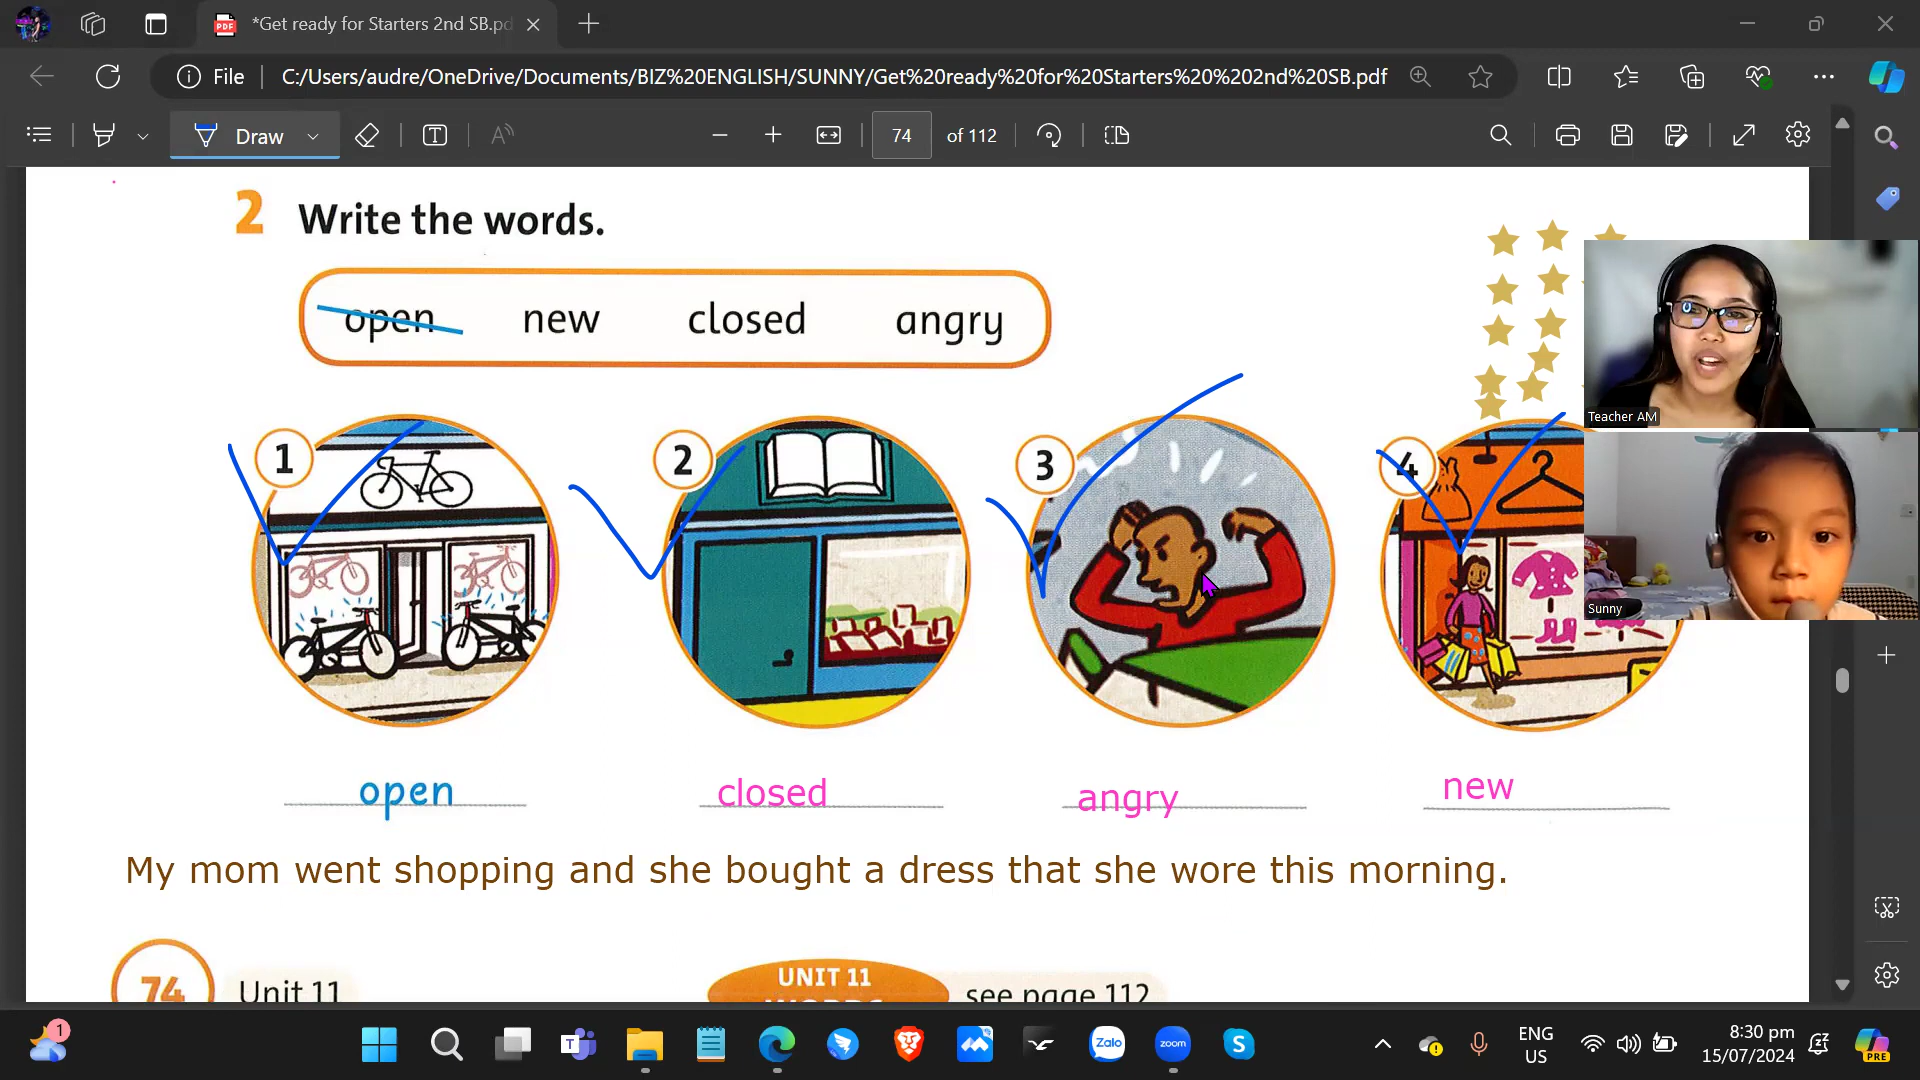 *Get ready for Starters 2nd SB.pd
File
C:/Users/audre/OneDrive/Documents/BIZ%20ENGLISH/SUNNY/Get%20ready%20for%20Starters%20%202nd%20SB.pdf
Draw
74 of 112
2 Write the words.
open new closed angry
Teacher AM
1 2 3 4
Sunny
open closed angry new
My mom went shopping and she bought a dress that she wore this morning.
74 Unit 11
UNIT 11
WORDS
see page 112
1
Zalo
zoom
ENG
US
8:30 pm
15/07/2024
PRE